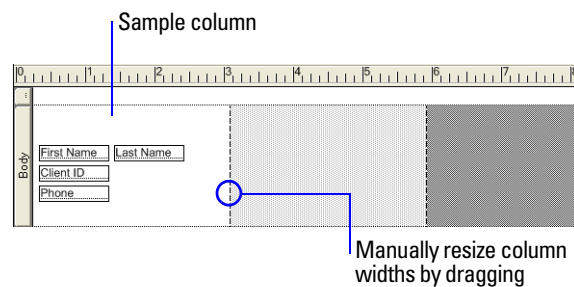 Sample column
0 1 2 3 4 5 6 7 8
Body
First Name Last Name
Client ID
Phone
Manually resize column
widths by dragging